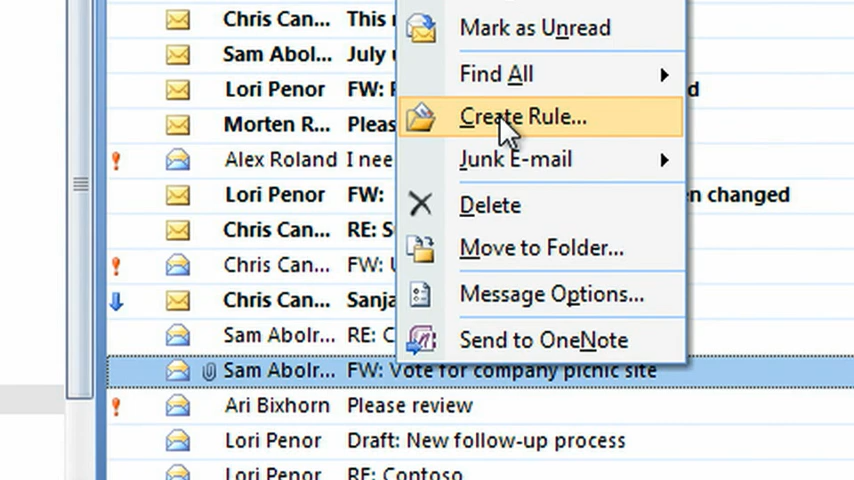 Chris Can... This
Mark as Unread
Sam Abol... July
Find All
Lori Penor FW: d
Create Rule...
Morten R... Pleas
Alex Roland I nee
Junk E-mail
Lori Penor FW: en changed
Delete
Chris Can... RE: S
Move to Folder...
Chris Can... FW:
Chris Can... Sanja
Message Options...
Sam Abolr... RE: C
Send to OneNote
Sam Abolr... FW: Vote for company picnic site
Ari Bixhorn Please review
Lori Penor Draft: New follow-up process
Lori Penor RE: Contoso